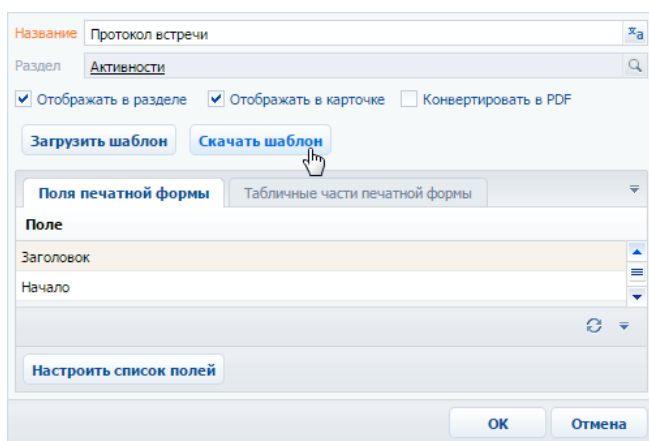 Название Протокол встречи
Раздел Активности
Отображать в разделе Отображать в карточке Конвертировать в PDF
Загрузить шаблон Скачать шаблон
Поля печатной формы Табличные части печатной формы
Поле
Заголовок
Начало
Настроить список полей
ОК Отмена